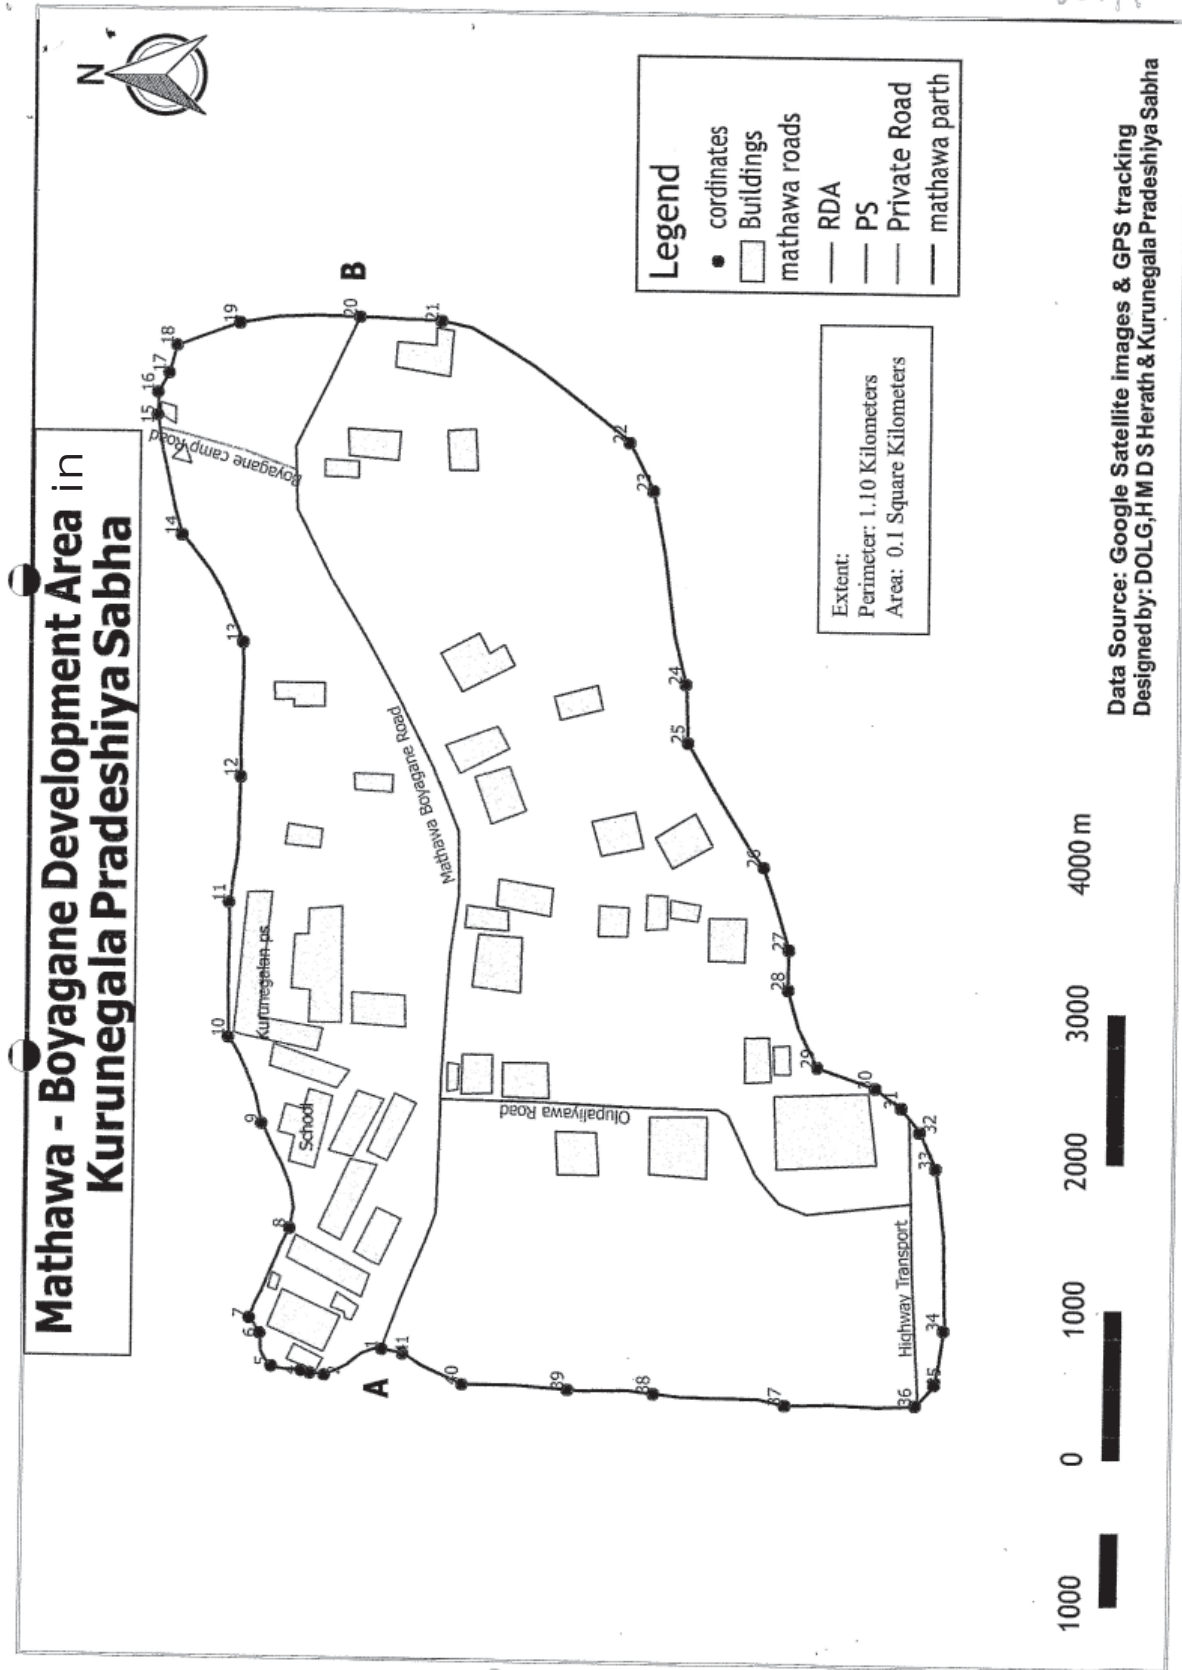 Mathawa - Boyagane Development Area in
Kurunegala Pradeshiya Sabha
N
15
16
17
18
19
14
Boyagane Camp Road
20
B
21
13
12
11
10
Kurunegalan ps
9
School
8
7
6
5
4
2
1
A
41
40
39
38
37
36
35
34
33
32
31
30
29
28
27
26
25
24
23
22
Mathawa Boyagane Road
Olupaliyawa Road
Highway Transport
Legend
cordinates
Buildings
mathawa roads
RDA
PS
Private Road
mathawa parth
Extent:
Perimeter: 1.10 Kilometers
Area: 0.1 Square Kilometers
1000
0
1000
2000
3000
4000 m
Data Source: Google Satellite images & GPS tracking
Designed by: DOLG,H M D S Herath & Kurunegala Pradeshiya Sabha